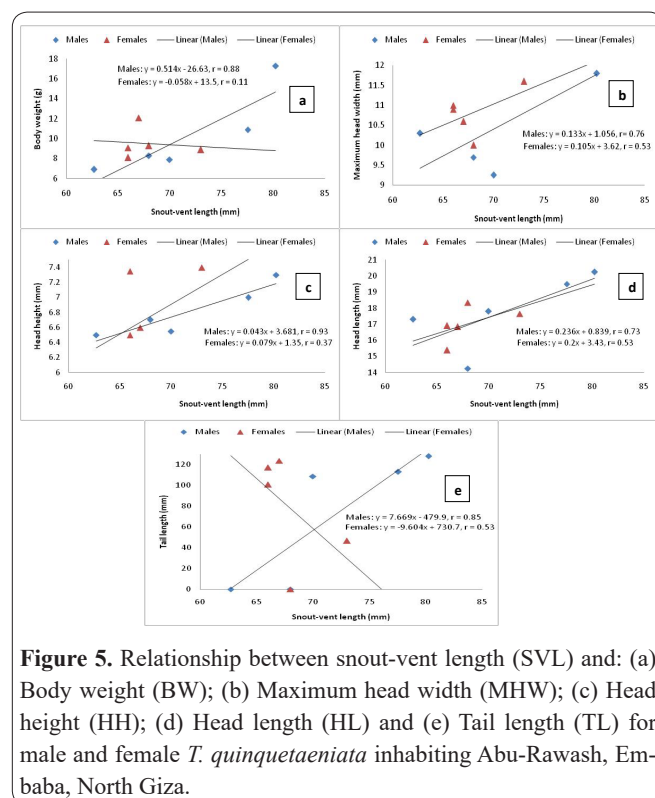 Males Females Linear (Males) Linear (Females)
Body weight (g)
18
16
14
12
10
8
6
Males: y = 0.514x - 26.63, r = 0.88
Females: y = -0.058x + 13.5, r = 0.11
a
60 65 70 75 80 85
Snout-vent length (mm)
Males Females Linear (Males) Linear (Females)
Maximum head width (mm)
12
11.5
11
10.5
10
9.5
9
b
Males: y = 0.133x + 1.056, r = 0.76
Females: y = 0.105x + 3.62, r = 0.53
60 65 70 75 80 85
Snout-vent length (mm)
Males Females Linear (Males) Linear (Females)
Head height (mm)
7.4
7.2
7
6.8
6.6
6.4
6.2
c
Males: y = 0.043x + 3.681, r = 0.93
Females: y = 0.079x + 1.35, r = 0.37
60 65 70 75 80 85
Snout-vent length (mm)
Males Females Linear (Males) Linear (Females)
Head length (mm)
21
20
19
18
17
16
15
14
d
Males: y = 0.236x + 0.839, r = 0.73
Females: y = 0.2x + 3.43, r = 0.53
60 65 70 75 80 85
Snout-vent length (mm)
Males Females Linear (Males) Linear (Females)
Tail length (mm)
120
100
80
60
40
20
0
e
Males: y = 7.669x - 479.9, r = 0.85
Females: y = -9.604x + 730.7, r = 0.53
60 65 70 75 80 85
Snout-vent length (mm)
Figure 5. Relationship between snout-vent length (SVL) and: (a)
Body weight (BW); (b) Maximum head width (MHW); (c) Head
height (HH); (d) Head length (HL) and (e) Tail length (TL) for
male and female T. quinquetaeniata inhabiting Abu-Rawash, Em-
baba, North Giza.